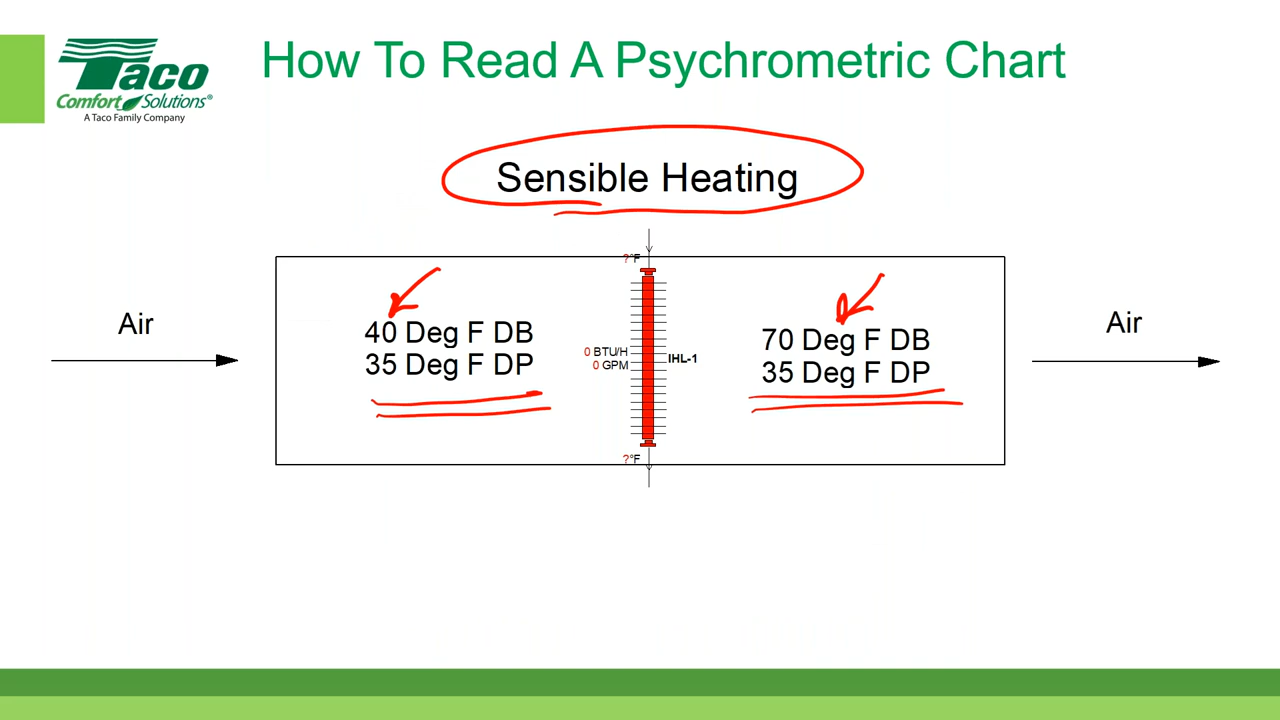 How To Read A Psychrometric Chart
Taco
Comfort Solutions®
A Taco Family Company
Sensible Heating
?°F
Air
40 Deg F DB
35 Deg F DP
0 BTU/H
0 GPM
IHL-1
70 Deg F DB
35 Deg F DP
Air
?°F